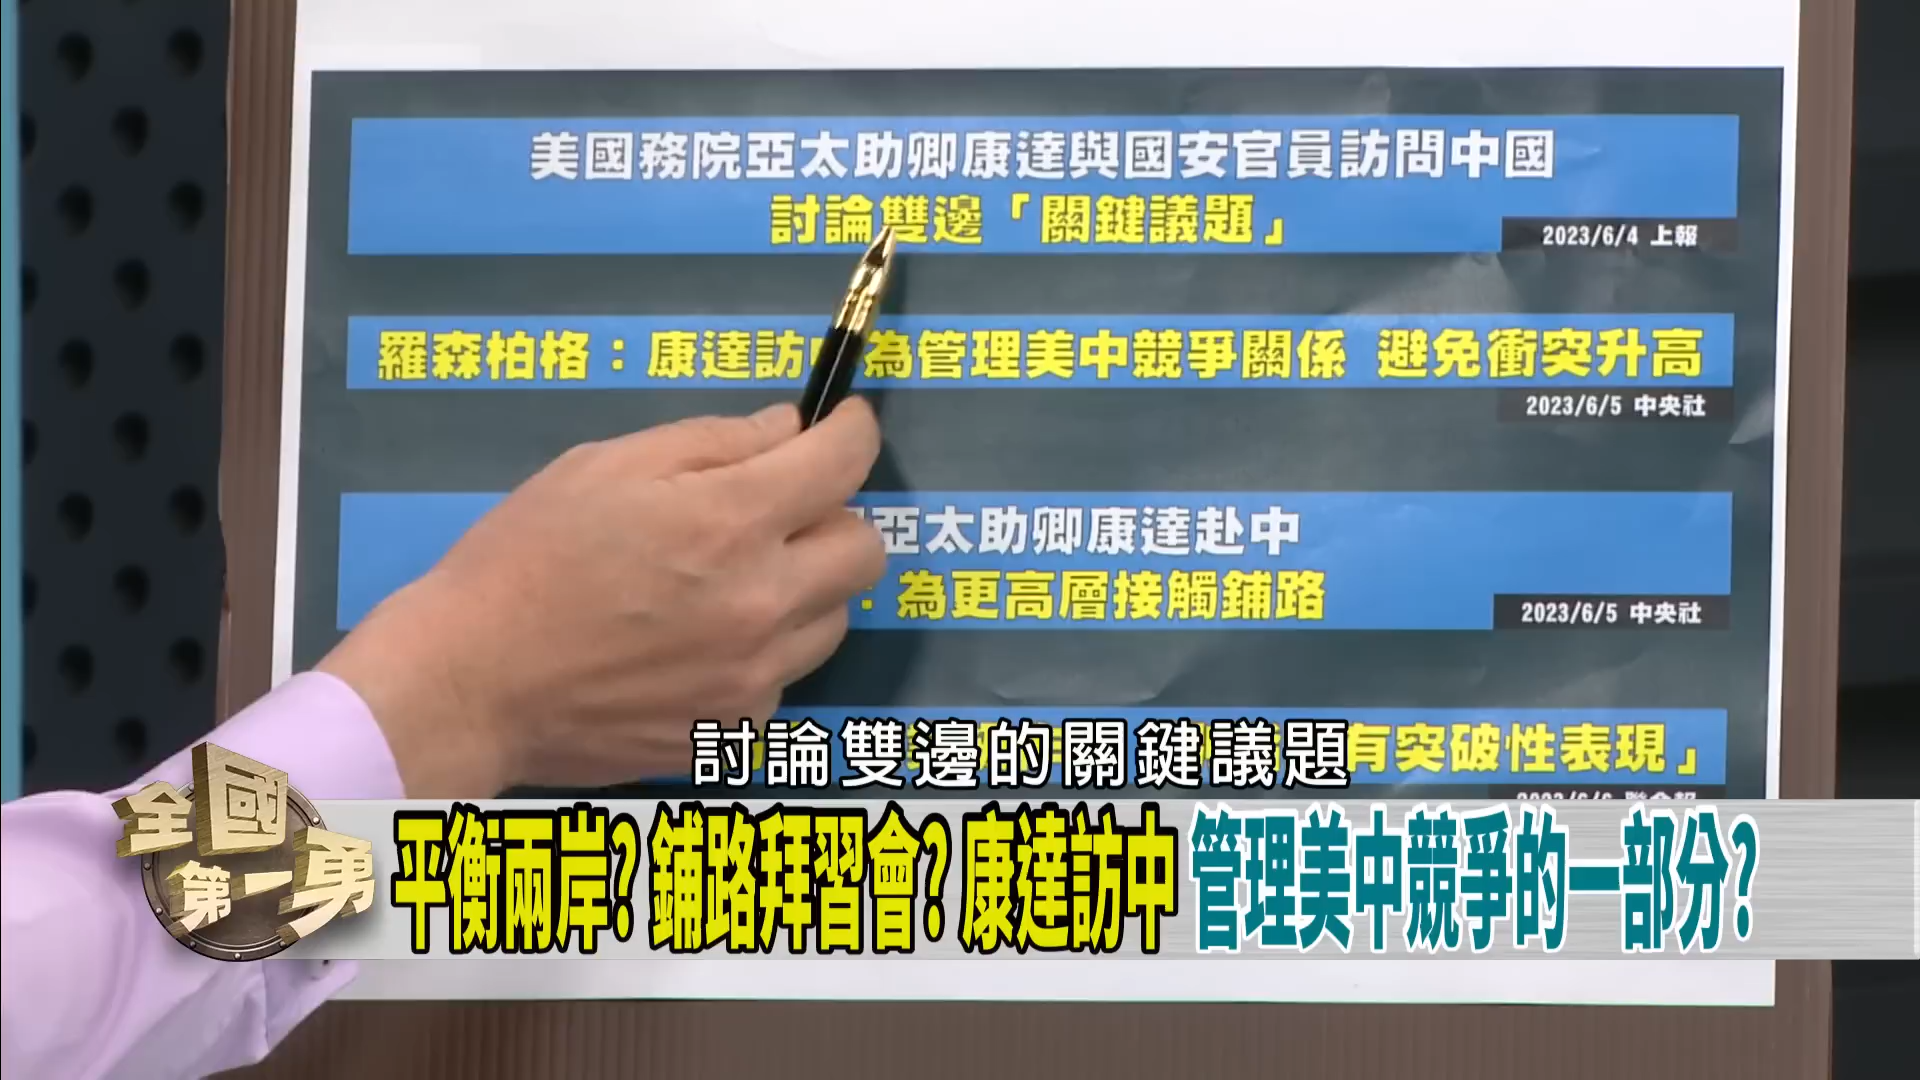 美國務院亞太助卿康達與國安官員訪問中國
討論雙邊「關鍵議題」
2023/6/4 上報
羅森柏格：康達訪中為管理美中競爭關係 避免衝突升高
2023/6/5 中央社
亞太助卿康達赴中
：為更高層接觸鋪路
2023/6/5 中央社
有突破性表現」
討論雙邊的關鍵議題
全國第一勇
平衡兩岸?鋪路拜習會?康達訪中 管理美中競爭的一部分?